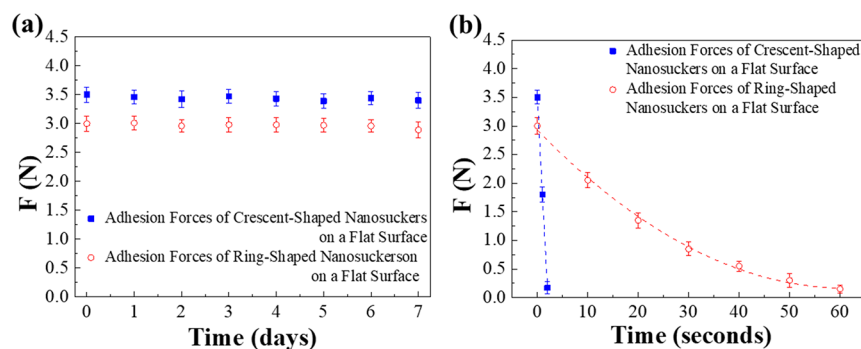 (a)
4.5
4.0
3.5
3.0
2.5
2.0
1.5
1.0
0.5
0.0
F (N)
Adhesion Forces of Crescent-Shaped Nanosuckers
on a Flat Surface
Adhesion Forces of Ring-Shaped Nanosuckerson
on a Flat Surface
0 1 2 3 4 5 6 7
Time (days)
(b)
4.5
4.0
3.5
3.0
2.5
2.0
1.5
1.0
0.5
0.0
F (N)
Adhesion Forces of Crescent-Shaped
Nanosuckers on a Flat Surface
Adhesion Forces of Ring-Shaped
Nanosuckers on a Flat Surface
0 10 20 30 40 50 60
Time (seconds)